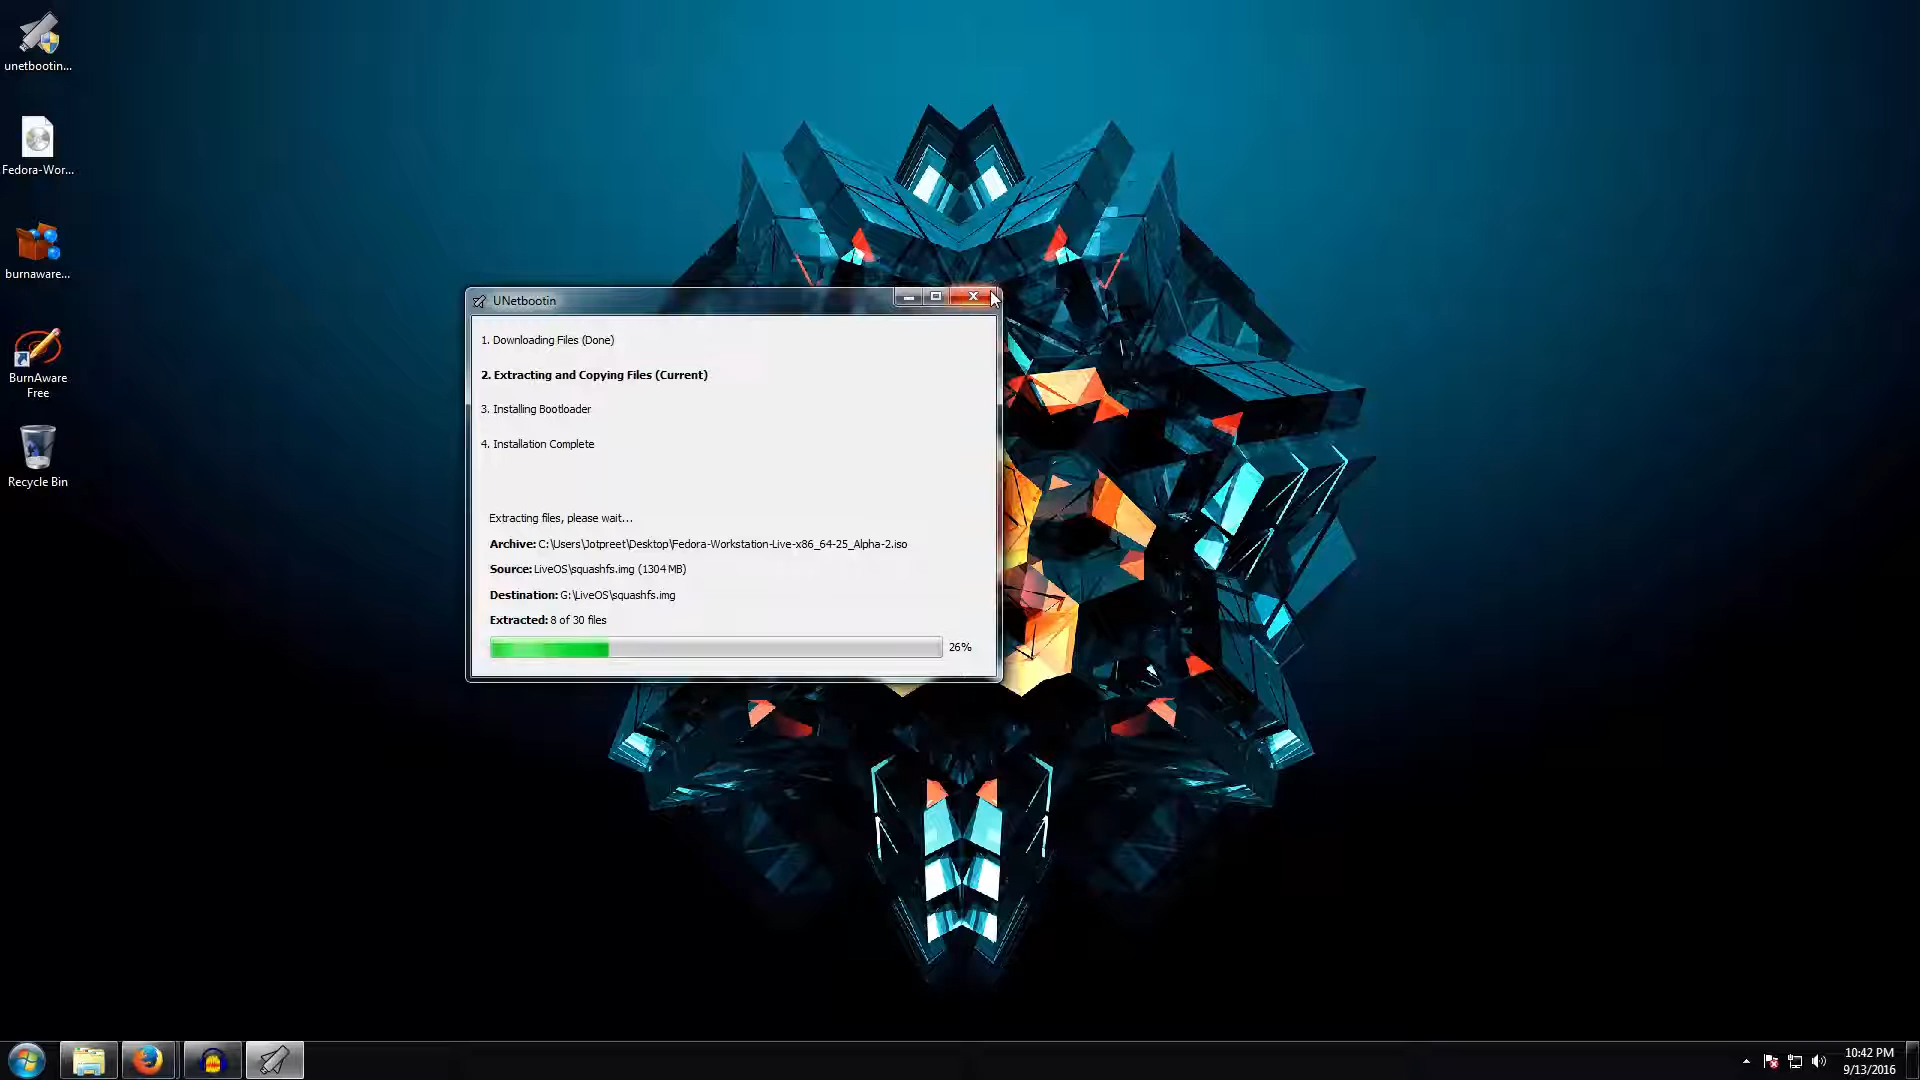 unetbootin...
Fedora-Wor...
burnaware...
BurnAware
Free
Recycle Bin
UNetbootin
1. Downloading Files (Done)
2. Extracting and Copying Files (Current)
3. Installing Bootloader
4. Installation Complete
Extracting files, please wait...
Archive: C:\Users\Jotpreet\Desktop\Fedora-Workstation-Live-x86_64-25_Alpha-2.iso
Source: LiveOS\squashfs.img (1304 MB)
Destination: G:\LiveOS\squashfs.img
Extracted: 8 of 30 files
26%
10:42 PM
9/13/2016